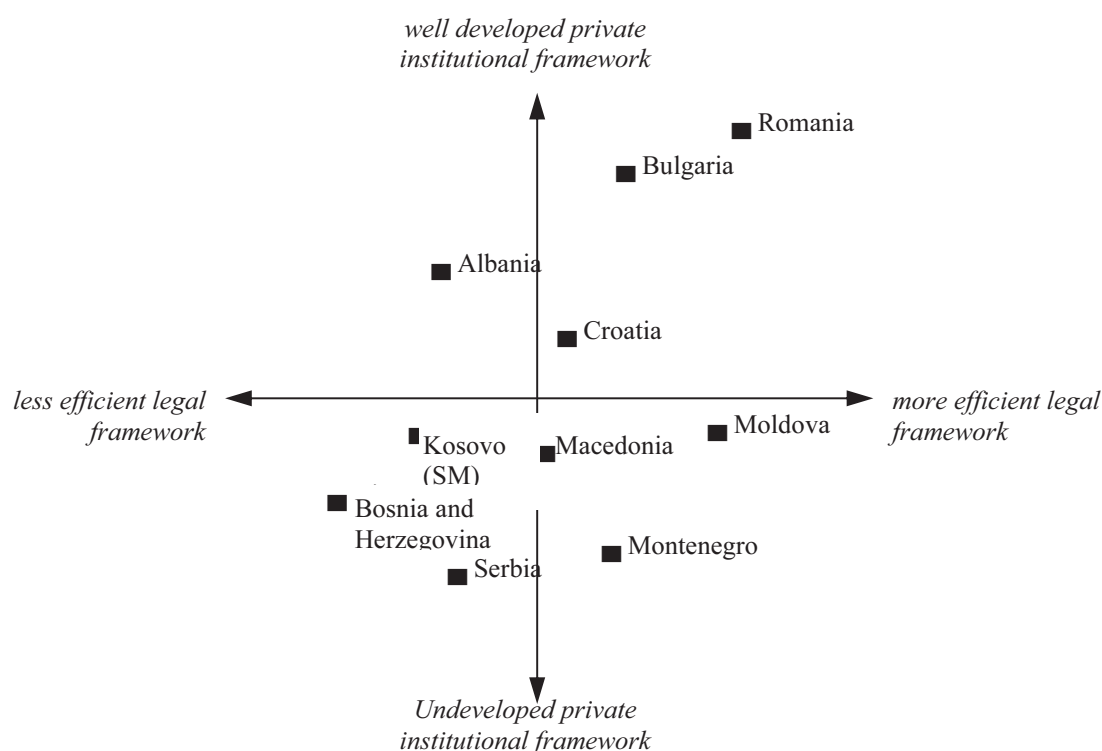 well developed private
institutional framework
Romania
Bulgaria
Albania
Croatia
less efficient legal
framework
more efficient legal
framework
Moldova
Kosovo
(SM)
Macedonia
Bosnia and
Herzegovina
Montenegro
Serbia
Undeveloped private
institutional framework